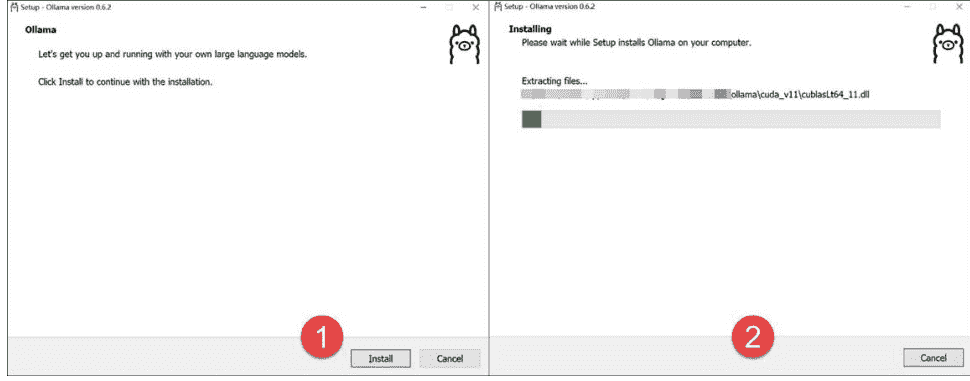 Setup - Ollama version 0.6.2
Ollama
Let's get you up and running with your own large language models.
Click Install to continue with the installation.
1
Install
Cancel
Setup - Ollama version 0.6.2
Installing
Please wait while Setup installs Ollama on your computer.
Extracting files...
ollama\cuda_v11\cublasLt64_11.dll
2
Cancel